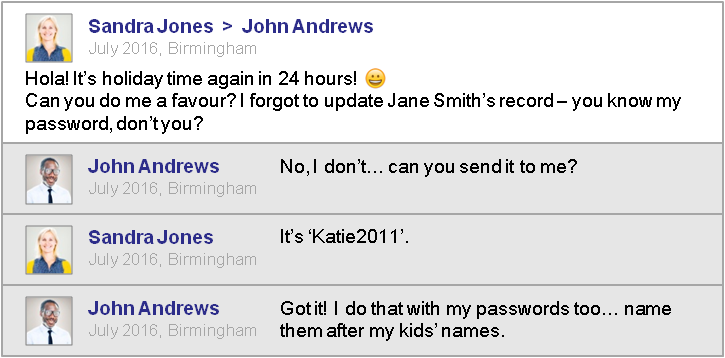 Sandra Jones > John Andrews
July 2016, Birmingham
Hola! It’s holiday time again in 24 hours! 😀
Can you do me a favour? I forgot to update Jane Smith’s record – you know my
password, don’t you?
John Andrews
July 2016, Birmingham
No, I don’t… can you send it to me?
Sandra Jones
July 2016, Birmingham
It’s ‘Katie2011’.
John Andrews
July 2016, Birmingham
Got it! I do that with my passwords too… name
them after my kids’ names.